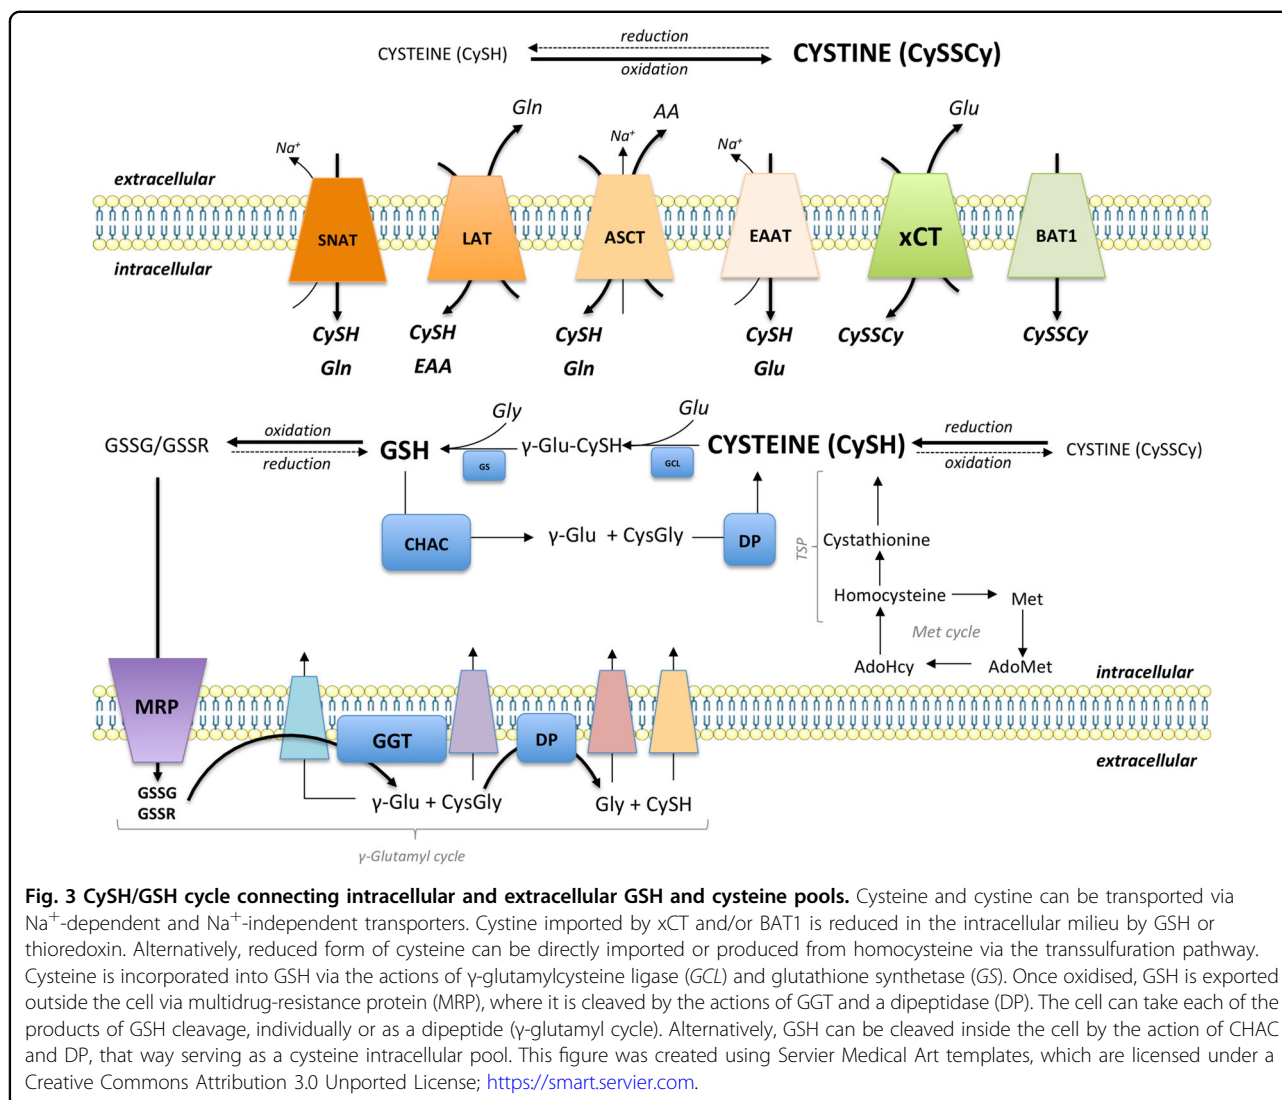 reduction
CYSTEINE (CySH)
CYSTINE (CySSCy)
oxidation
Gln
AA
Glu
Na+
Na+
Na+
extracellular
SNAT
LAT
ASCT
EAAT
xCT
BAT1
intracellular
CySH
CySH
CySH
CySH
CySSCy
CySSCy
Gln
EAA
Gln
Glu
Gly
Glu
GSSG/GSSR
oxidation
reduction
GSH
γ-Glu-CySH
CYSTEINE (CySH)
reduction
oxidation
CYSTINE (CySSCy)
GS
GCL
CHAC
γ-Glu + CysGly
DP
TSP
Cystathionine
Homocysteine
Met
Met cycle
AdoHcy
AdoMet
intracellular
MRP
GGT
DP
extracellular
GSSG
GSSR
γ-Glu + CysGly
Gly + CySH
γ-Glutamyl cycle
Fig. 3 CySH/GSH cycle connecting intracellular and extracellular GSH and cysteine pools. Cysteine and cystine can be transported via
Na+-dependent and Na+-independent transporters. Cystine imported by xCT and/or BAT1 is reduced in the intracellular milieu by GSH or
thioredoxin. Alternatively, reduced form of cysteine can be directly imported or produced from homocysteine via the transsulfuration pathway.
Cysteine is incorporated into GSH via the actions of γ-glutamylcysteine ligase (GCL) and glutathione synthetase (GS). Once oxidised, GSH is exported
outside the cell via multidrug-resistance protein (MRP), where it is cleaved by the actions of GGT and a dipeptidase (DP). The cell can take each of the
products of GSH cleavage, individually or as a dipeptide (γ-glutamyl cycle). Alternatively, GSH can be cleaved inside the cell by the action of CHAC
and DP, that way serving as a cysteine intracellular pool. This figure was created using Servier Medical Art templates, which are licensed under a
Creative Commons Attribution 3.0 Unported License; https://smart.servier.com.